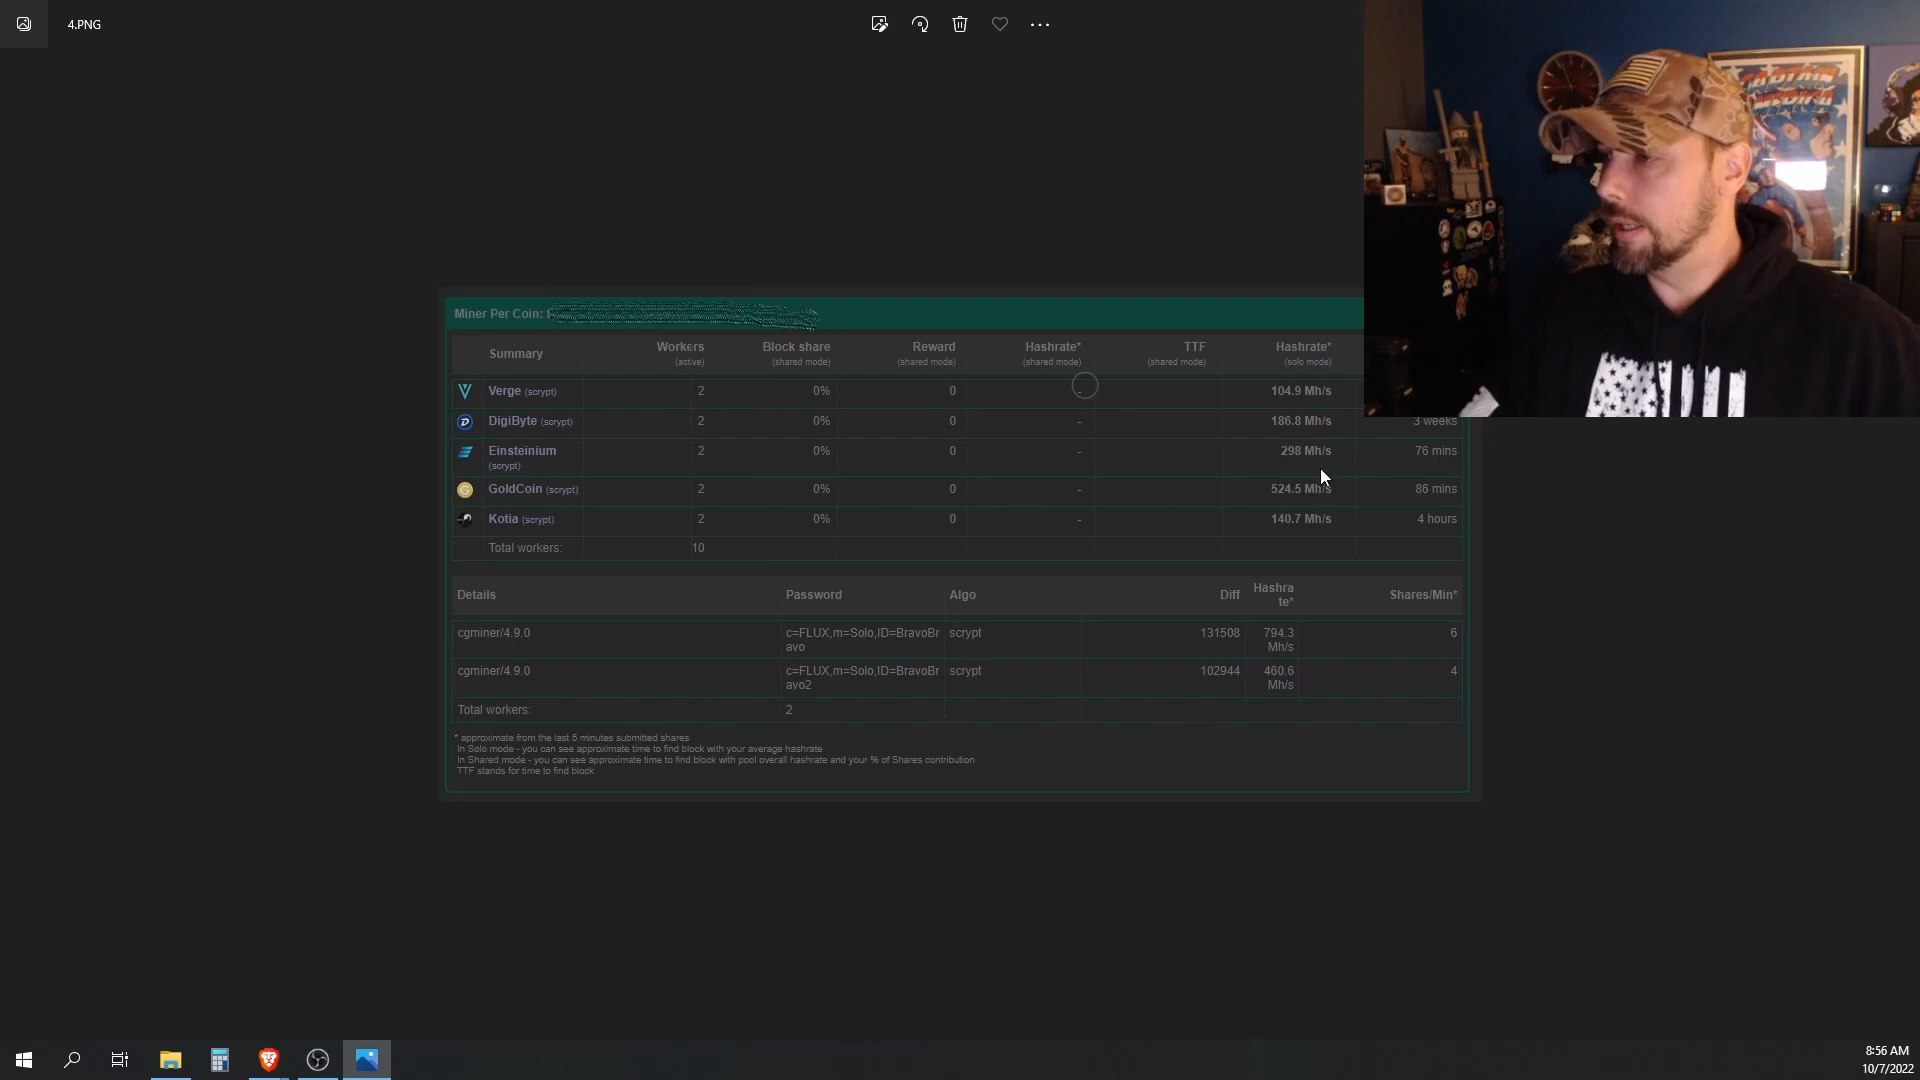 4.PNG
CAPTAIN
AMERICA
Miner Per Coin: t
Summary Workers Block share Reward Hashrate* TTF Hashrate*
(active) (shared mode) (shared mode) (shared mode) (shared mode) (solo mode)
Verge (scrypt) 2 0% 0 - 104.9 Mh/s
DigiByte (scrypt) 2 0% 0 - 186.8 Mh/s 3 weeks
Einsteinium 2 0% 0 - 298 Mh/s 76 mins
(scrypt)
GoldCoin (scrypt) 2 0% 0 - 524.5 Mh/s 86 mins
Kotia (scrypt) 2 0% 0 - 140.7 Mh/s 4 hours
Total workers: 10
Details Password Algo Diff Hashra Shares/Min*
te*
cgminer/4.9.0 c=FLUX,m=Solo,ID=BravoBr scrypt 131508 794.3 6
avo Mh/s
cgminer/4.9.0 c=FLUX,m=Solo,ID=BravoBr scrypt 102944 460.6 4
avo2 Mh/s
Total workers: 2
* approximate from the last 5 minutes submitted shares
In Solo mode - you can see approximate time to find block with your average hashrate
In Shared mode - you can see approximate time to find block with pool overall hashrate and your % of Shares contribution
TTF stands for time to find block
8:56 AM
10/7/2022